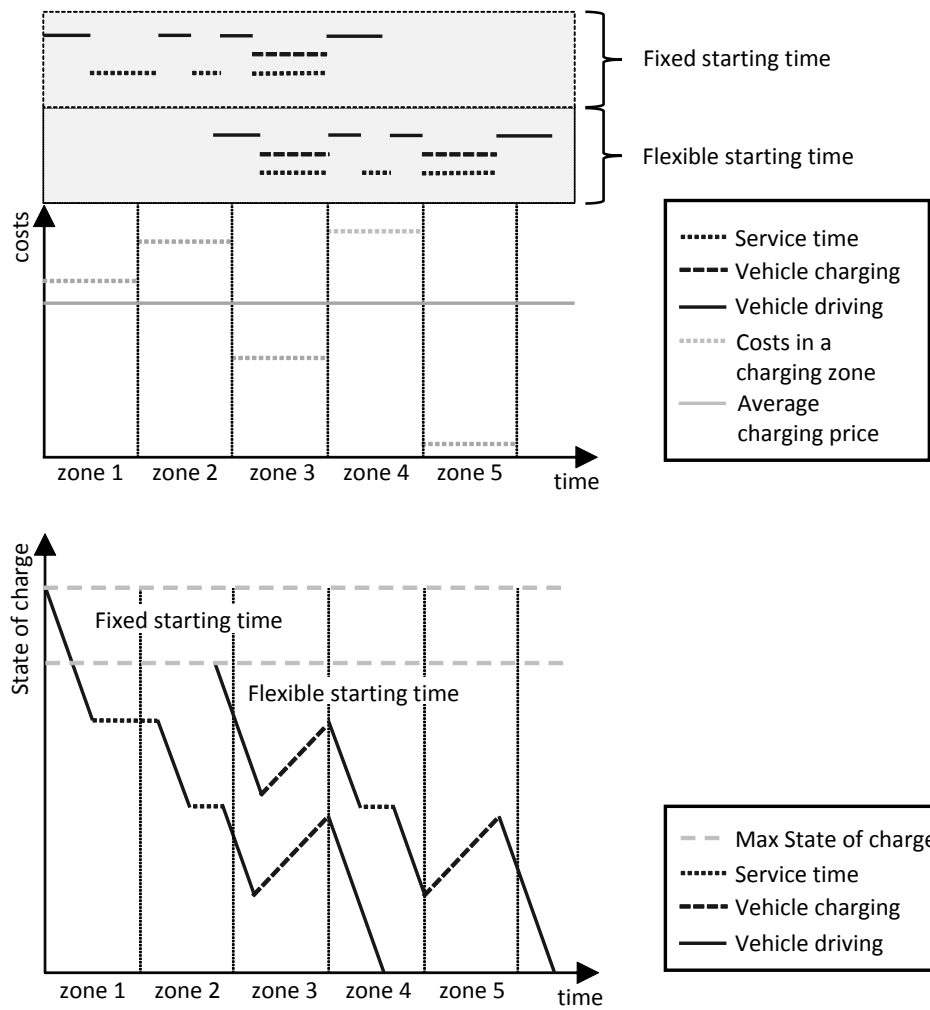 Fixed starting time
Flexible starting time
costs
Service time
Vehicle charging
Vehicle driving
Costs in a
charging zone
Average
charging price
zone 1
zone 2
zone 3
zone 4
zone 5
time
State of charge
Fixed starting time
Flexible starting time
Max State of charge
Service time
Vehicle charging
Vehicle driving
zone 1
zone 2
zone 3
zone 4
zone 5
time